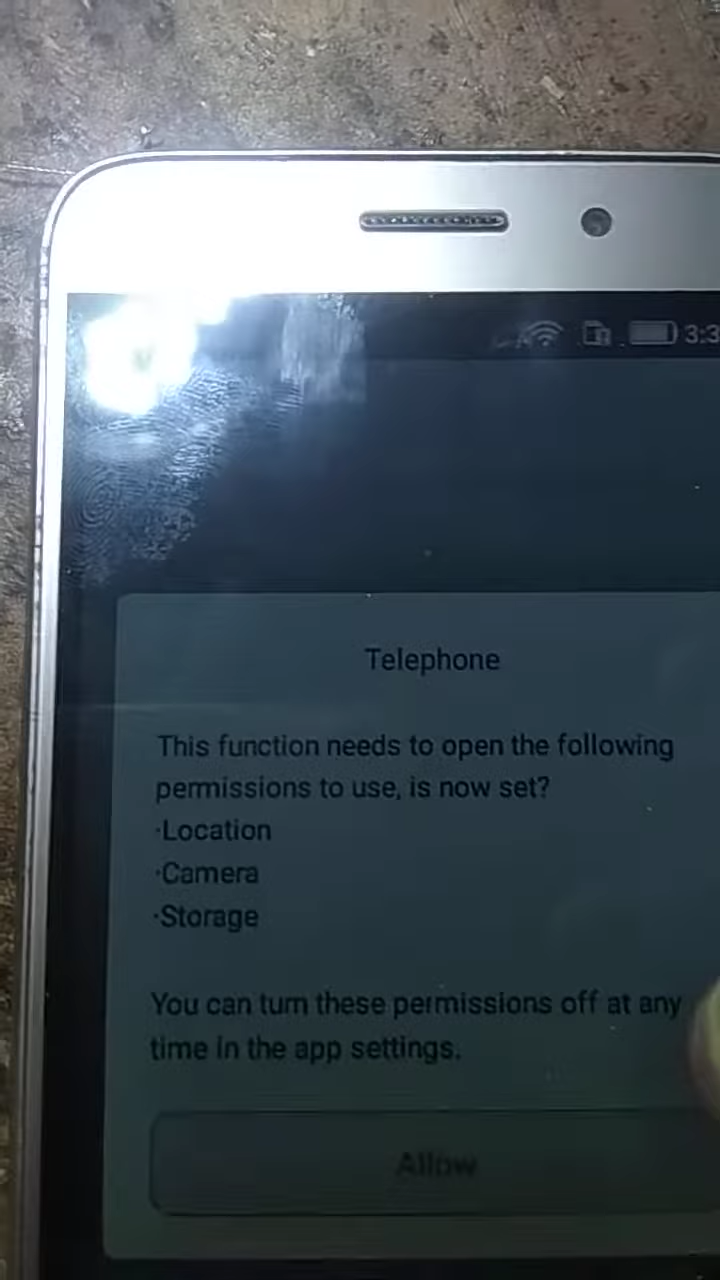 3:3
Telephone
This function needs to open the following
permissions to use, is now set?
·Location
·Camera
·Storage
You can turn these permissions off at any
time in the app settings.
Allow